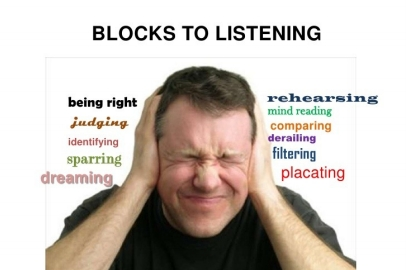 BLOCKS TO LISTENING
being right
judging
identifying
sparring
dreaming
rehearsing
mind reading
comparing
derailing
filtering
placating